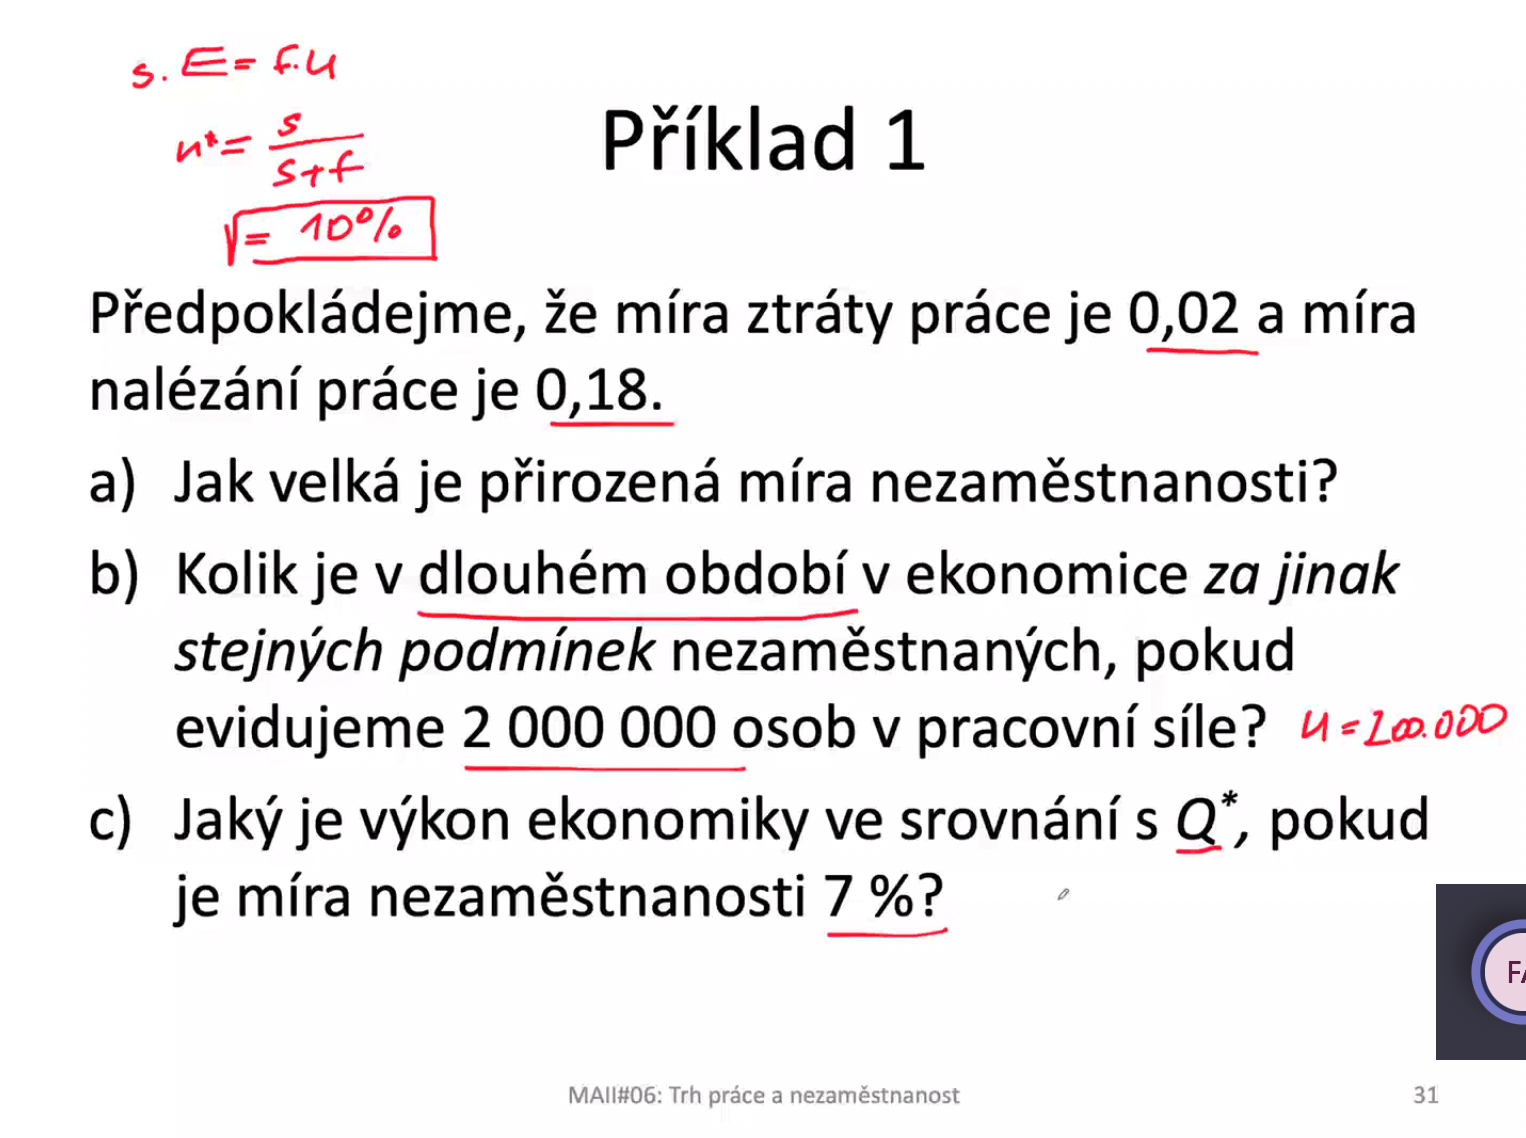 s. E = f.U
u* = s / s+f
= 10%
Příklad 1
Předpokládejme, že míra ztráty práce je 0,02 a míra
nalézání práce je 0,18.
a) Jak velká je přirozená míra nezaměstnanosti?
b) Kolik je v dlouhém období v ekonomice za jinak
stejných podmínek nezaměstnaných, pokud
evidujeme 2 000 000 osob v pracovní síle? U = 200.000
c) Jaký je výkon ekonomiky ve srovnání s Q*, pokud
je míra nezaměstnanosti 7 %?
FA
MAII#06: Trh práce a nezaměstnanost 31